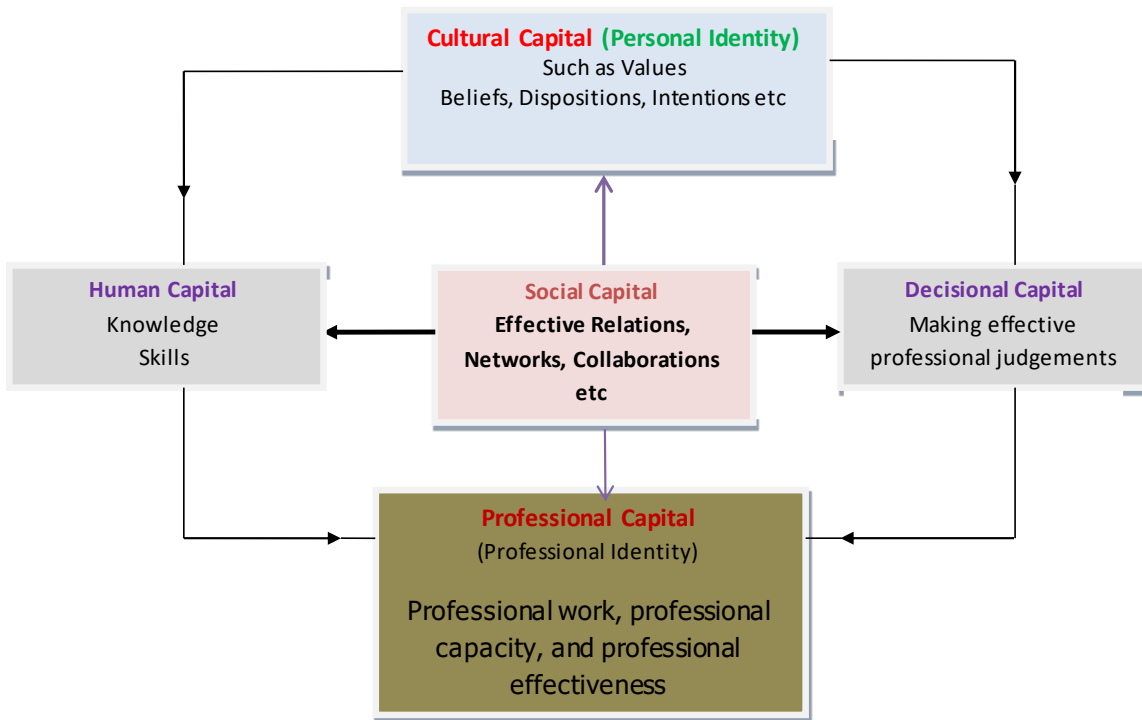 Cultural Capital (Personal Identity)
Such as Values
Beliefs, Dispositions, Intentions etc
Human Capital
Knowledge
Skills
Social Capital
Effective Relations,
Networks, Collaborations
etc
Decisional Capital
Making effective
professional judgements
Professional Capital
(Professional Identity)
Professional work, professional
capacity, and professional
effectiveness